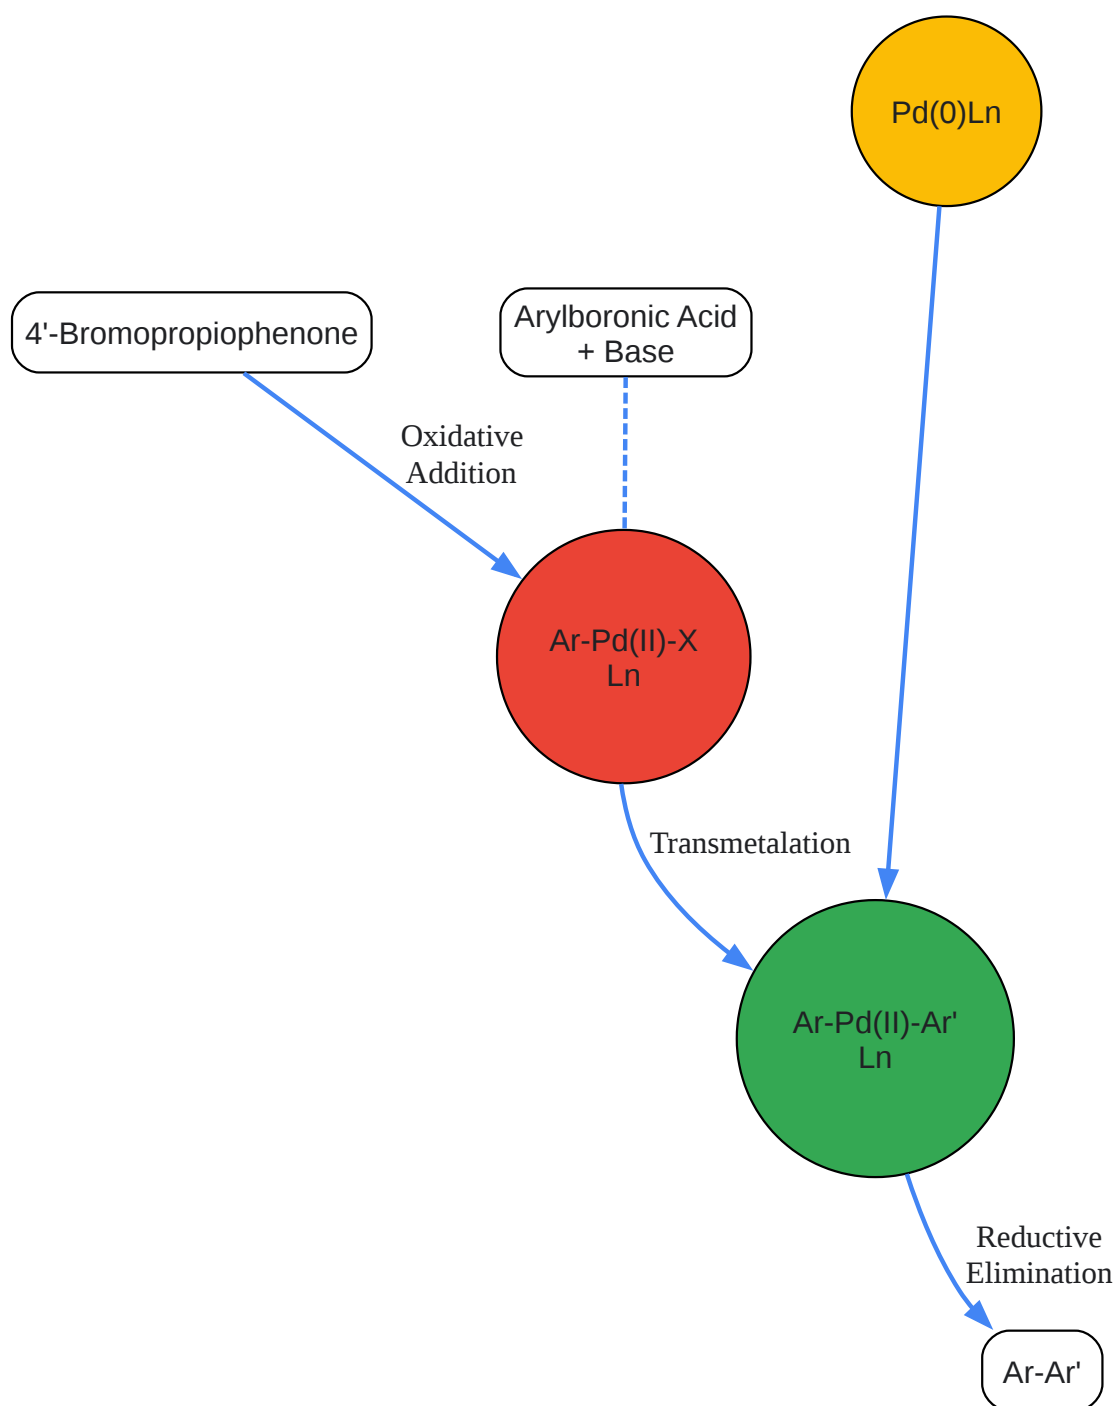 Pd(0)Ln
4'-Bromopropiophenone
Arylboronic Acid
+ Base
Oxidative
Addition
Ar-Pd(II)-X
Ln
Transmetalation
Ar-Pd(II)-Ar'
Ln
Reductive
Elimination
Ar-Ar'